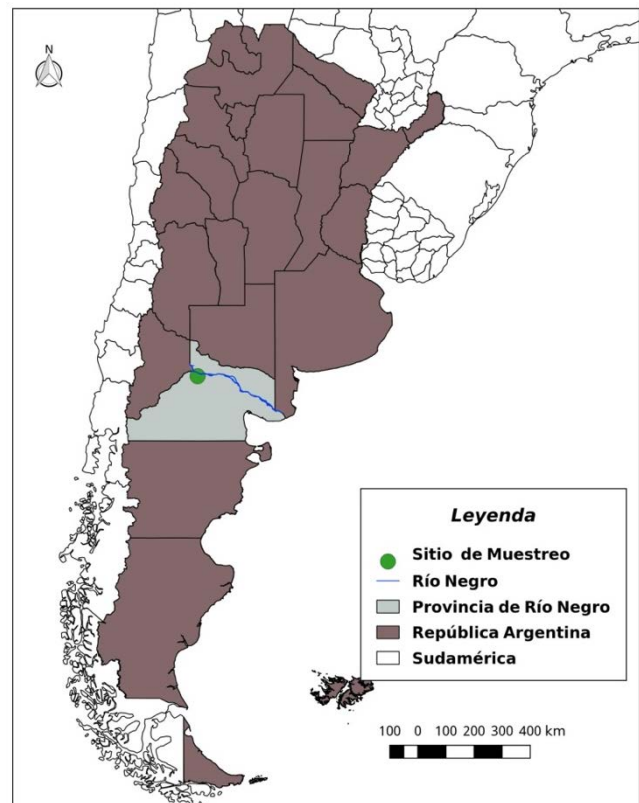 N
Leyenda
Sitio de Muestreo
Río Negro
Provincia de Río Negro
República Argentina
Sudamérica
100 0 100 200 300 400 km